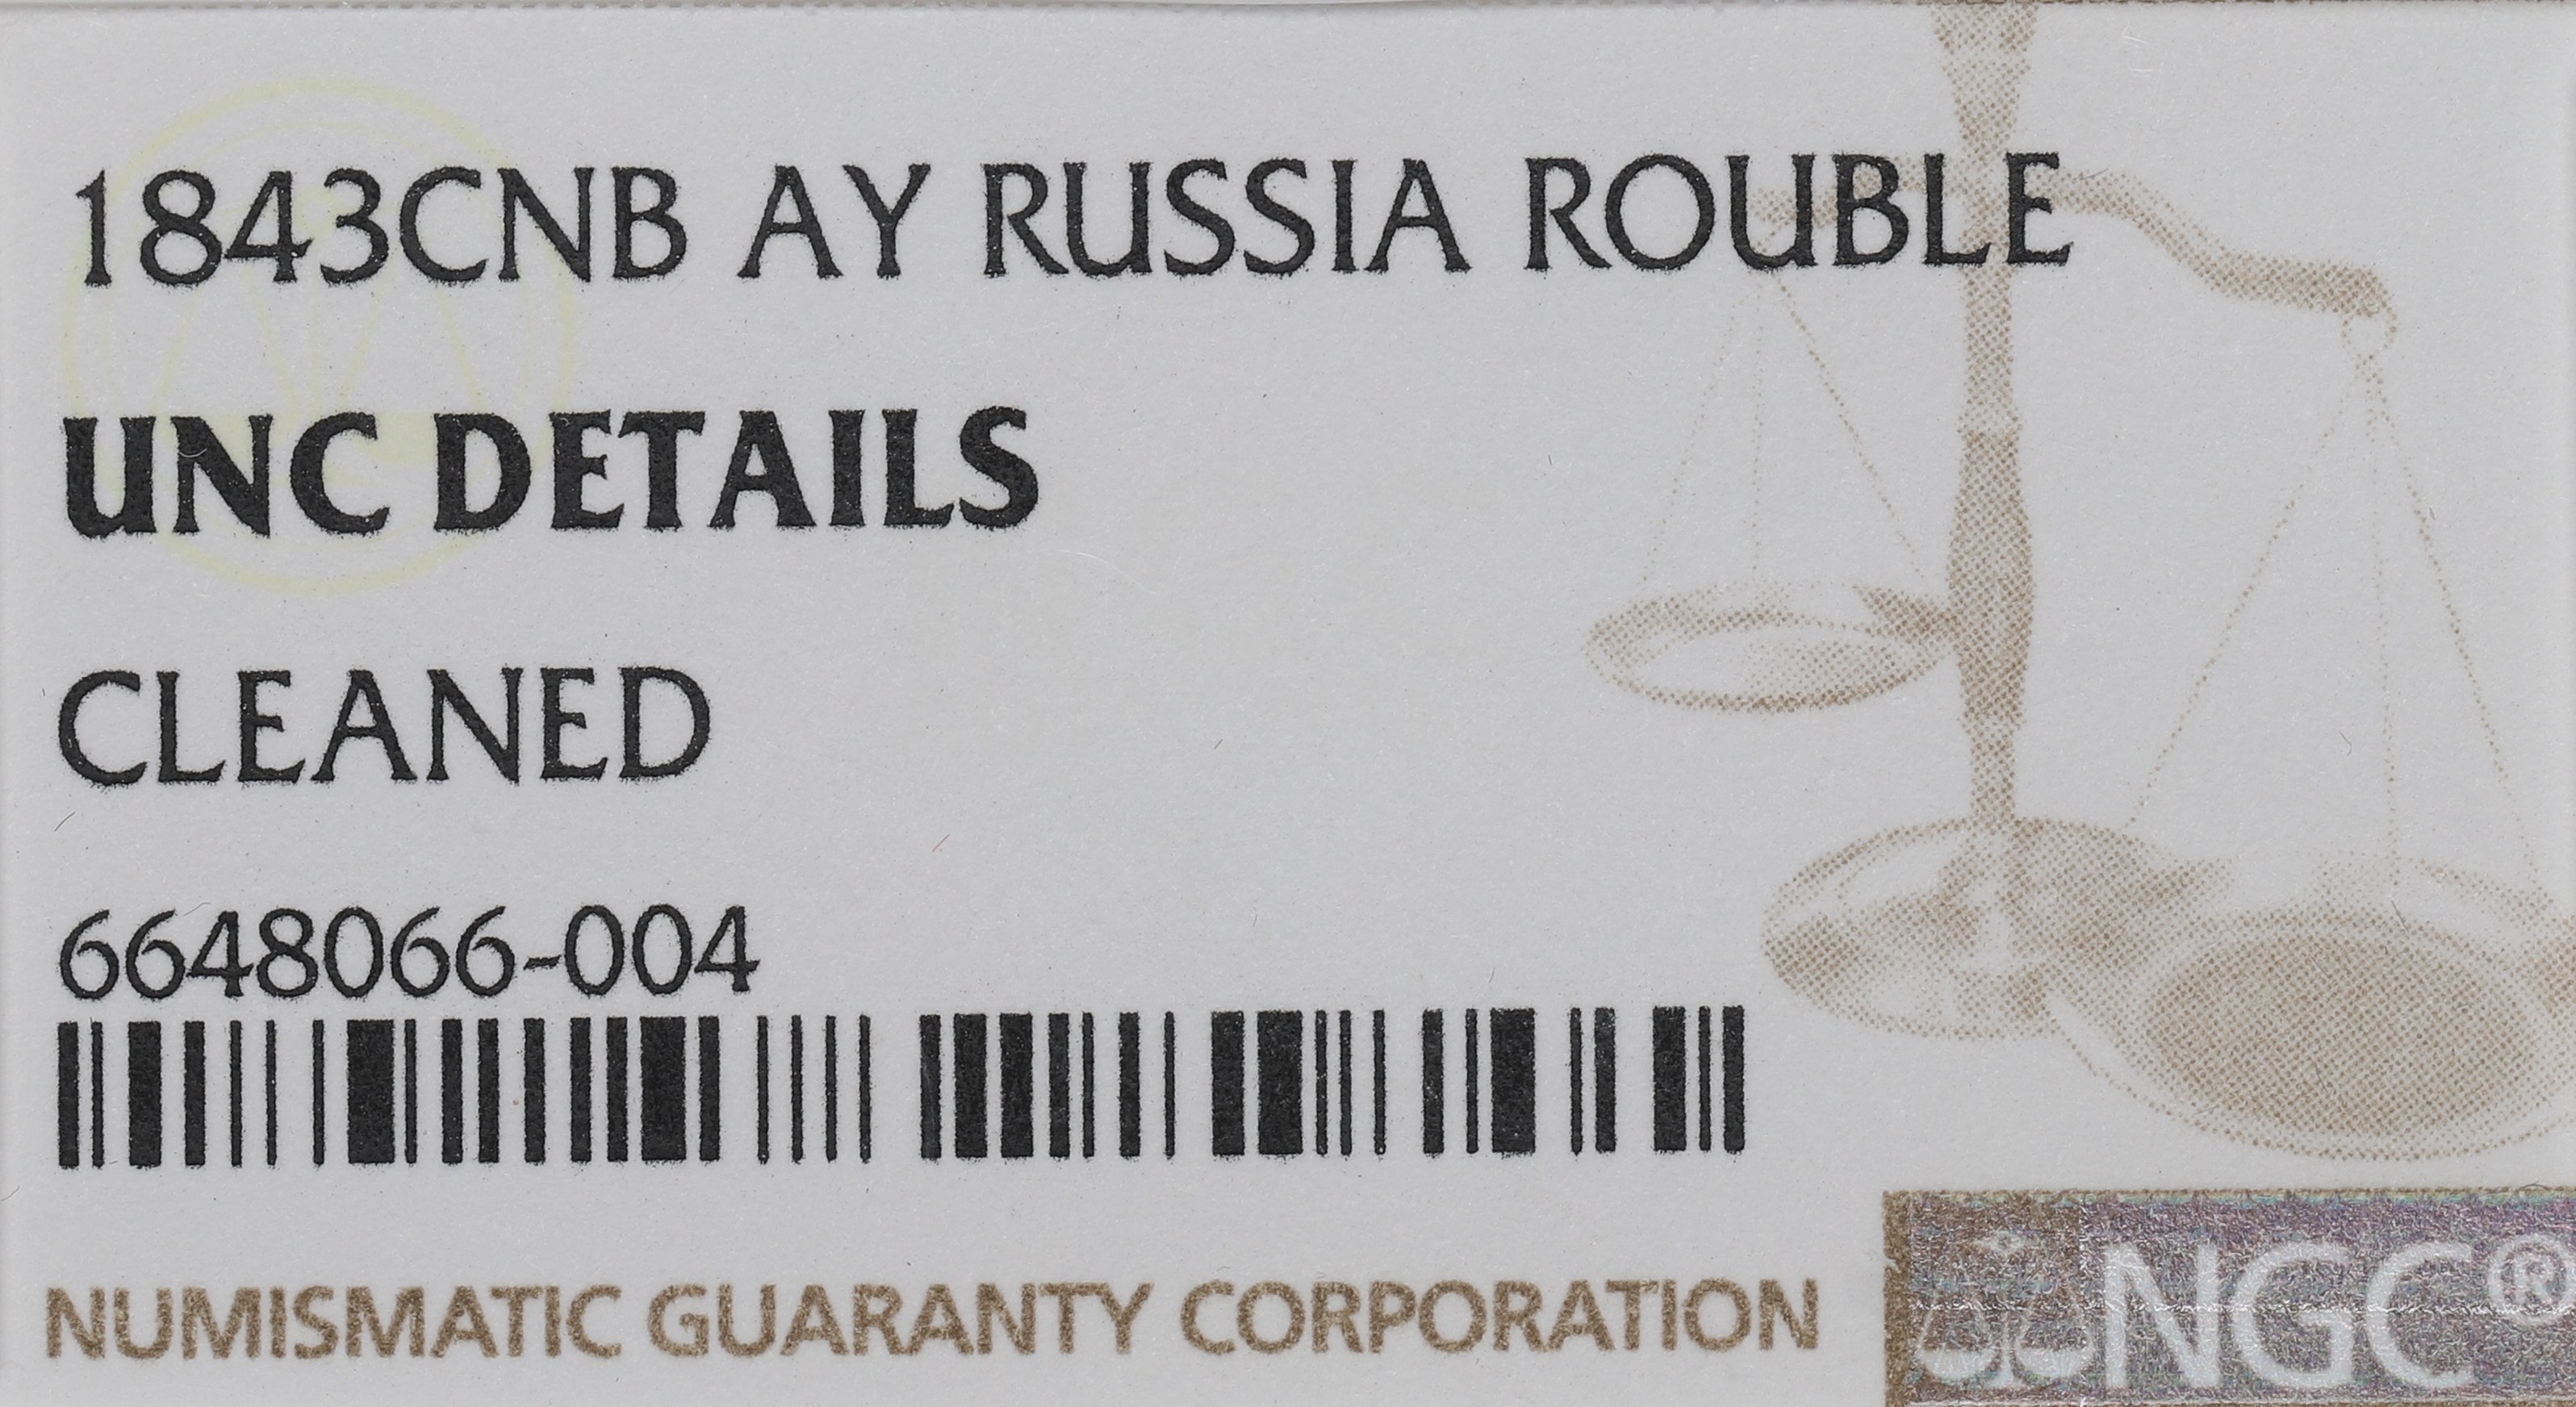 1843CNB AY RUSSIA ROUBLE
UNC DETAILS
CLEANED
6648066-004
NUMISMATIC GUARANTY CORPORATION
NGC®